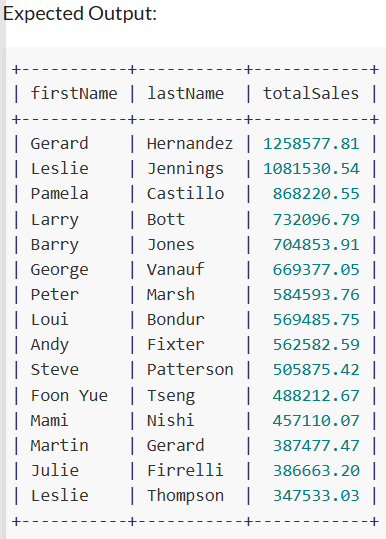 Expected Output:
+-----------+-----------+------------+
| firstName | lastName  | totalSales |
+-----------+-----------+------------+
| Gerard    | Hernandez | 1258577.81 |
| Leslie    | Jennings  | 1081530.54 |
| Pamela    | Castillo  |  868220.55 |
| Larry     | Bott      |  732096.79 |
| Barry     | Jones     |  704853.91 |
| George    | Vanauf    |  669377.05 |
| Peter     | Marsh     |  584593.76 |
| Loui      | Bondur    |  569485.75 |
| Andy      | Fixter    |  562582.59 |
| Steve     | Patterson |  505875.42 |
| Foon Yue  | Tseng     |  488212.67 |
| Mami      | Nishi     |  457110.07 |
| Martin    | Gerard    |  387477.47 |
| Julie     | Firrelli  |  386663.20 |
| Leslie    | Thompson  |  347533.03 |
+-----------+-----------+------------+